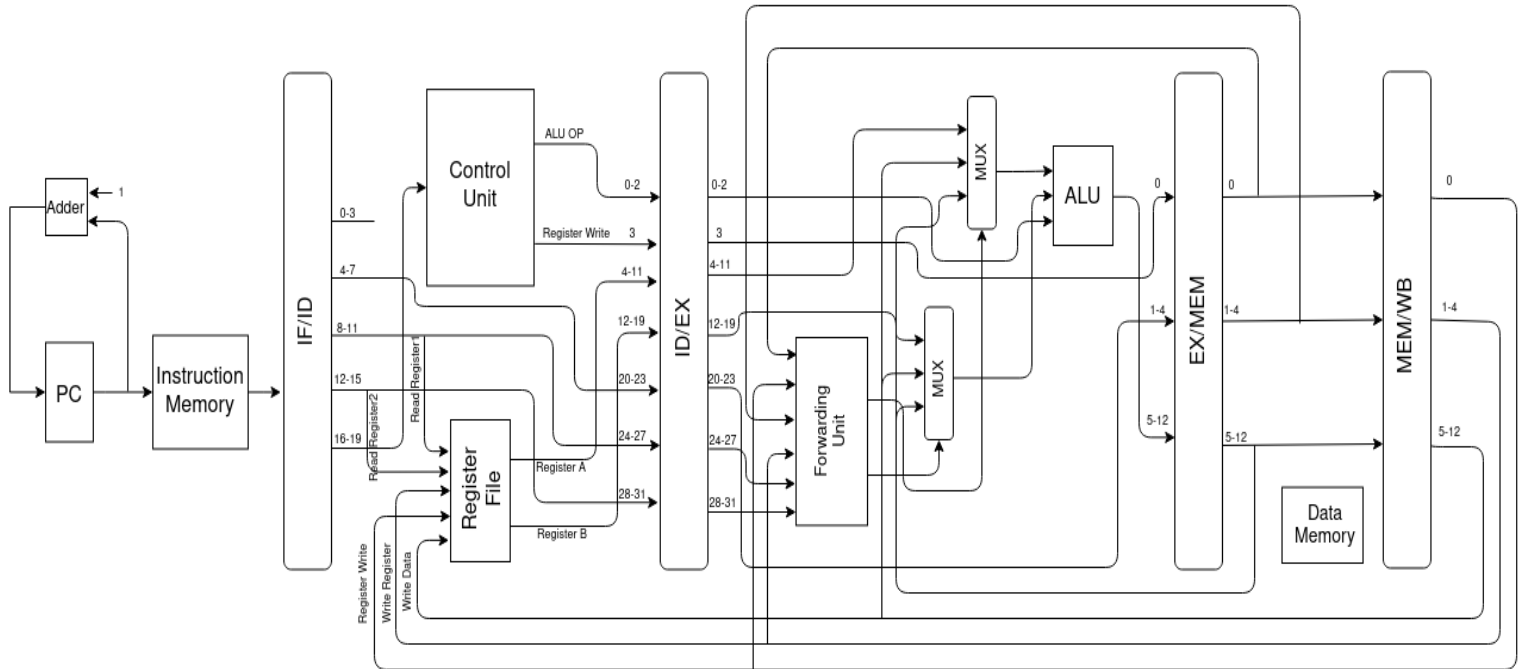 Adder
1
PC
Instruction
Memory
IF/ID
0-3
4-7
8-11
12-15
16-19
Read Register1
Read Register2
Control
Unit
ALU OP
Register Write
Register
File
Register A
Register B
Register Write
Write Register
Write Data
0-2
3
4-11
12-19
20-23
24-27
28-31
ID/EX
0-2
3
4-11
12-19
20-23
24-27
28-31
Forwarding
Unit
MUX
MUX
ALU
0
1-4
5-12
EX/MEM
0
1-4
5-12
Data
Memory
MEM/WB
0
1-4
5-12